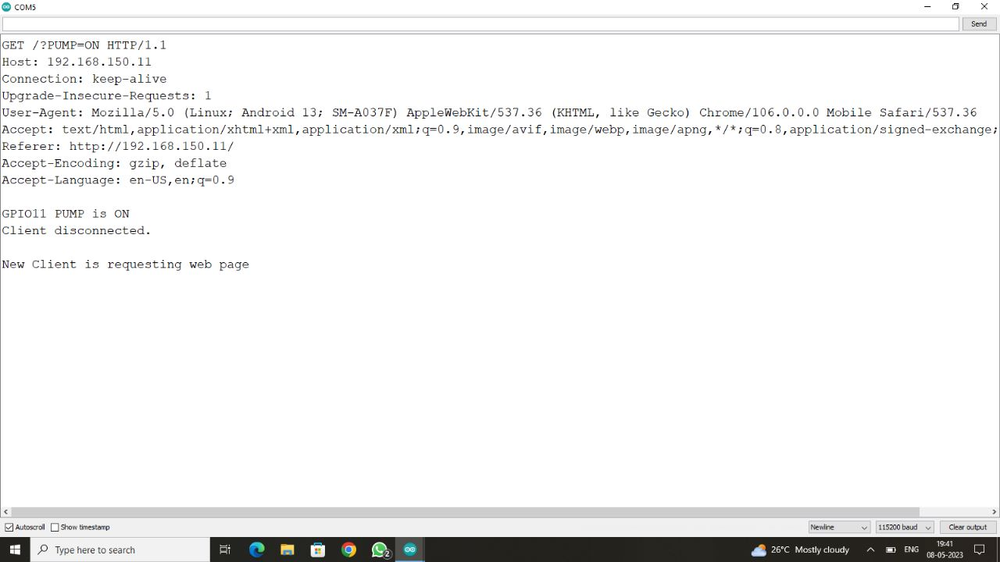 COM5
Send
GET /?PUMP=ON HTTP/1.1
Host: 192.168.150.11
Connection: keep-alive
Upgrade-Insecure-Requests: 1
User-Agent: Mozilla/5.0 (Linux; Android 13; SM-A037F) AppleWebKit/537.36 (KHTML, like Gecko) Chrome/106.0.0.0 Mobile Safari/537.36
Accept: text/html,application/xhtml+xml,application/xml;q=0.9,image/avif,image/webp,image/apng,*/*;q=0.8,application/signed-exchange;
Referer: http://192.168.150.11/
Accept-Encoding: gzip, deflate
Accept-Language: en-US,en;q=0.9
GPIO11 PUMP is ON
Client disconnected.
New Client is requesting web page
Autoscroll Show timestamp Newline 115200 baud Clear output
Type here to search 2 26°C Mostly cloudy ENG 19:41
08-05-2023